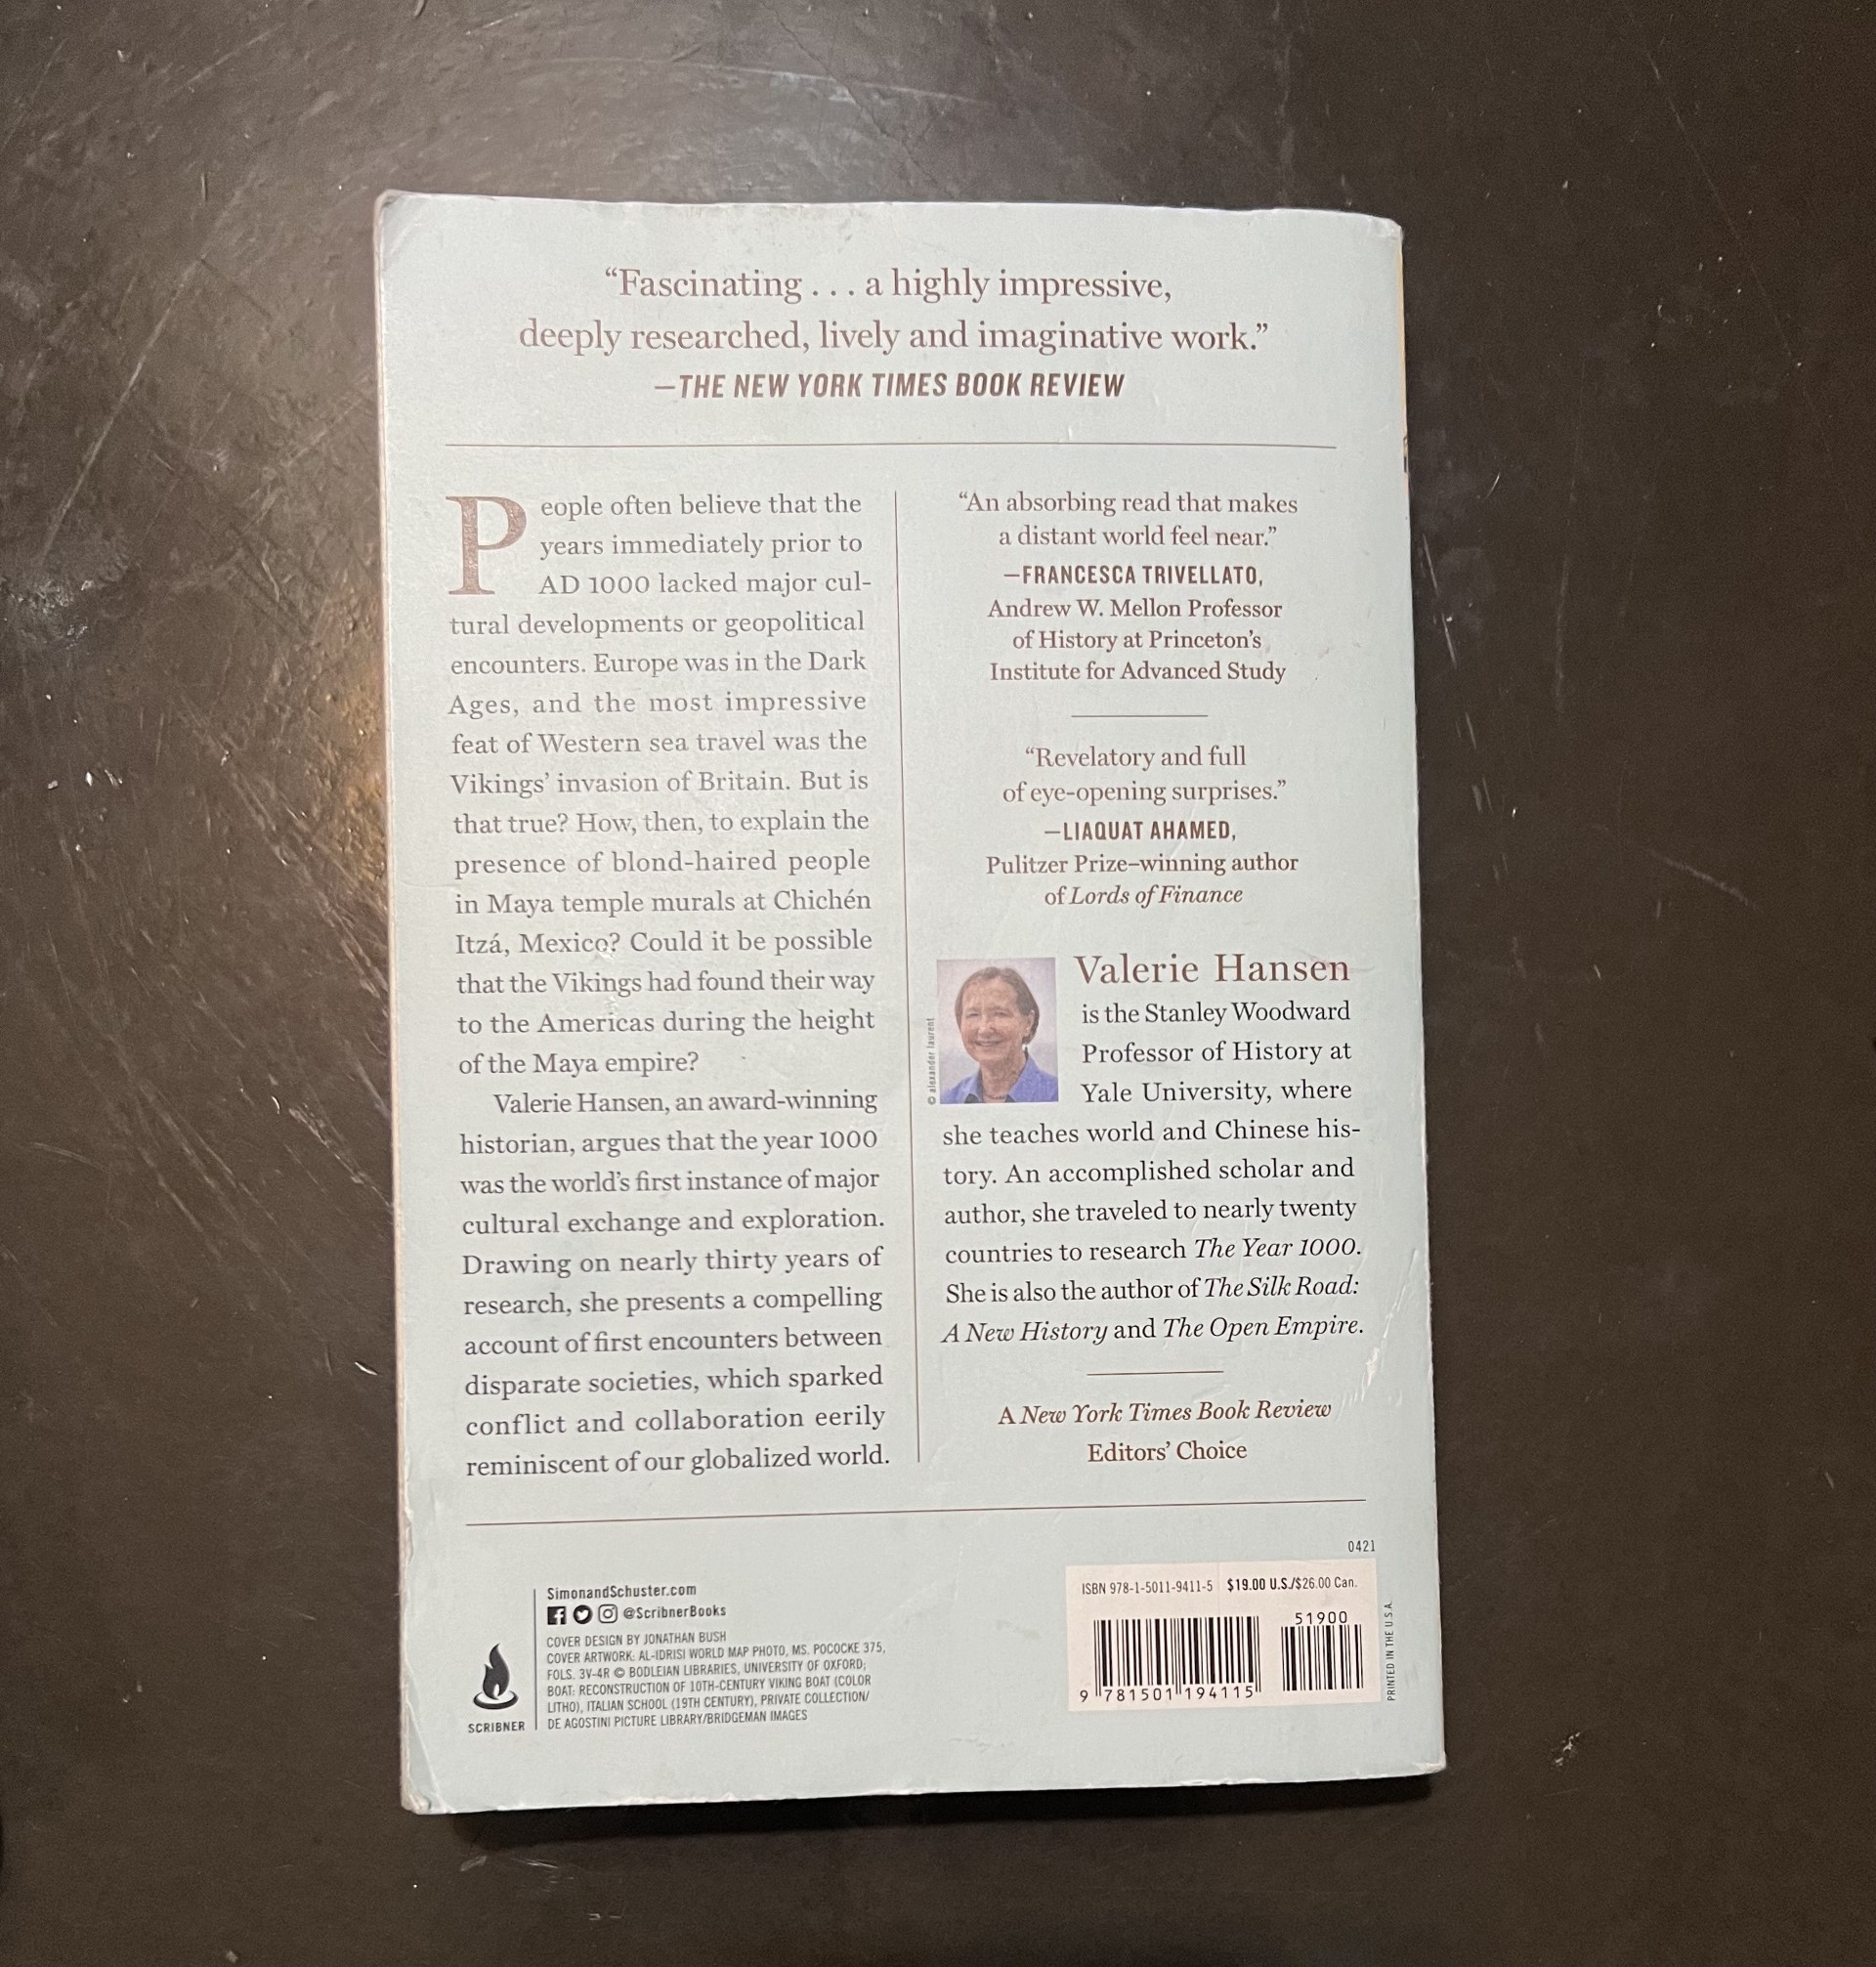 “Fascinating . . . a highly impressive,
deeply researched, lively and imaginative work.”
—THE NEW YORK TIMES BOOK REVIEW
People often believe that the
years immediately prior to
AD 1000 lacked major cul-
tural developments or geopolitical
encounters. Europe was in the Dark
Ages, and the most impressive
feat of Western sea travel was the
Vikings’ invasion of Britain. But is
that true? How, then, to explain the
presence of blond-haired people
in Maya temple murals at Chichén
Itzá, Mexico? Could it be possible
that the Vikings had found their way
to the Americas during the height
of the Maya empire?
Valerie Hansen, an award-winning
historian, argues that the year 1000
was the world’s first instance of major
cultural exchange and exploration.
Drawing on nearly thirty years of
research, she presents a compelling
account of first encounters between
disparate societies, which sparked
conflict and collaboration eerily
reminiscent of our globalized world.
“An absorbing read that makes
a distant world feel near.”
—FRANCESCA TRIVELLATO,
Andrew W. Mellon Professor
of History at Princeton’s
Institute for Advanced Study
“Revelatory and full
of eye-opening surprises.”
—LIAQUAT AHAMED,
Pulitzer Prize–winning author
of Lords of Finance
© alexander laurent
Valerie Hansen
is the Stanley Woodward
Professor of History at
Yale University, where
she teaches world and Chinese his-
tory. An accomplished scholar and
author, she traveled to nearly twenty
countries to research The Year 1000.
She is also the author of The Silk Road:
A New History and The Open Empire.
A New York Times Book Review
Editors’ Choice
SimonandSchuster.com
@ScribnerBooks
COVER DESIGN BY JONATHAN BUSH
COVER ARTWORK: AL-IDRISI WORLD MAP PHOTO, MS. POCOCKE 375,
FOLS. 3V-4R © BODLEIAN LIBRARIES, UNIVERSITY OF OXFORD;
BOAT: RECONSTRUCTION OF 10TH-CENTURY VIKING BOAT (COLOR
LITHO), ITALIAN SCHOOL (19TH CENTURY), PRIVATE COLLECTION/
DE AGOSTINI PICTURE LIBRARY/BRIDGEMAN IMAGES
SCRIBNER
0421
ISBN 978-1-5011-9411-5 $19.00 U.S./$26.00 Can.
51900
9 781501 194115
PRINTED IN THE U.S.A.